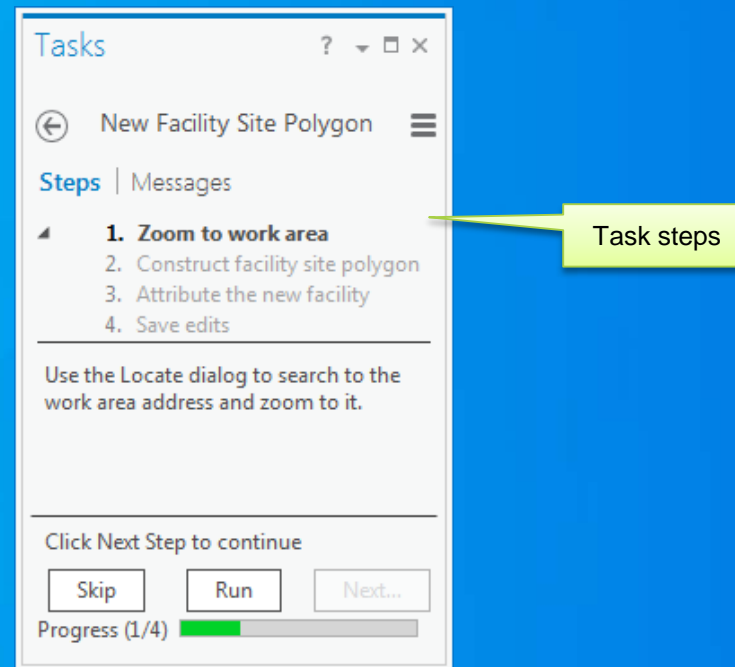 Tasks ?
New Facility Site Polygon
Steps | Messages
1. Zoom to work area
Task steps
2. Construct facility site polygon
3. Attribute the new facility
4. Save edits
Use the Locate dialog to search to the
work area address and zoom to it.
Click Next Step to continue
Skip Run Next...
Progress (1/4)